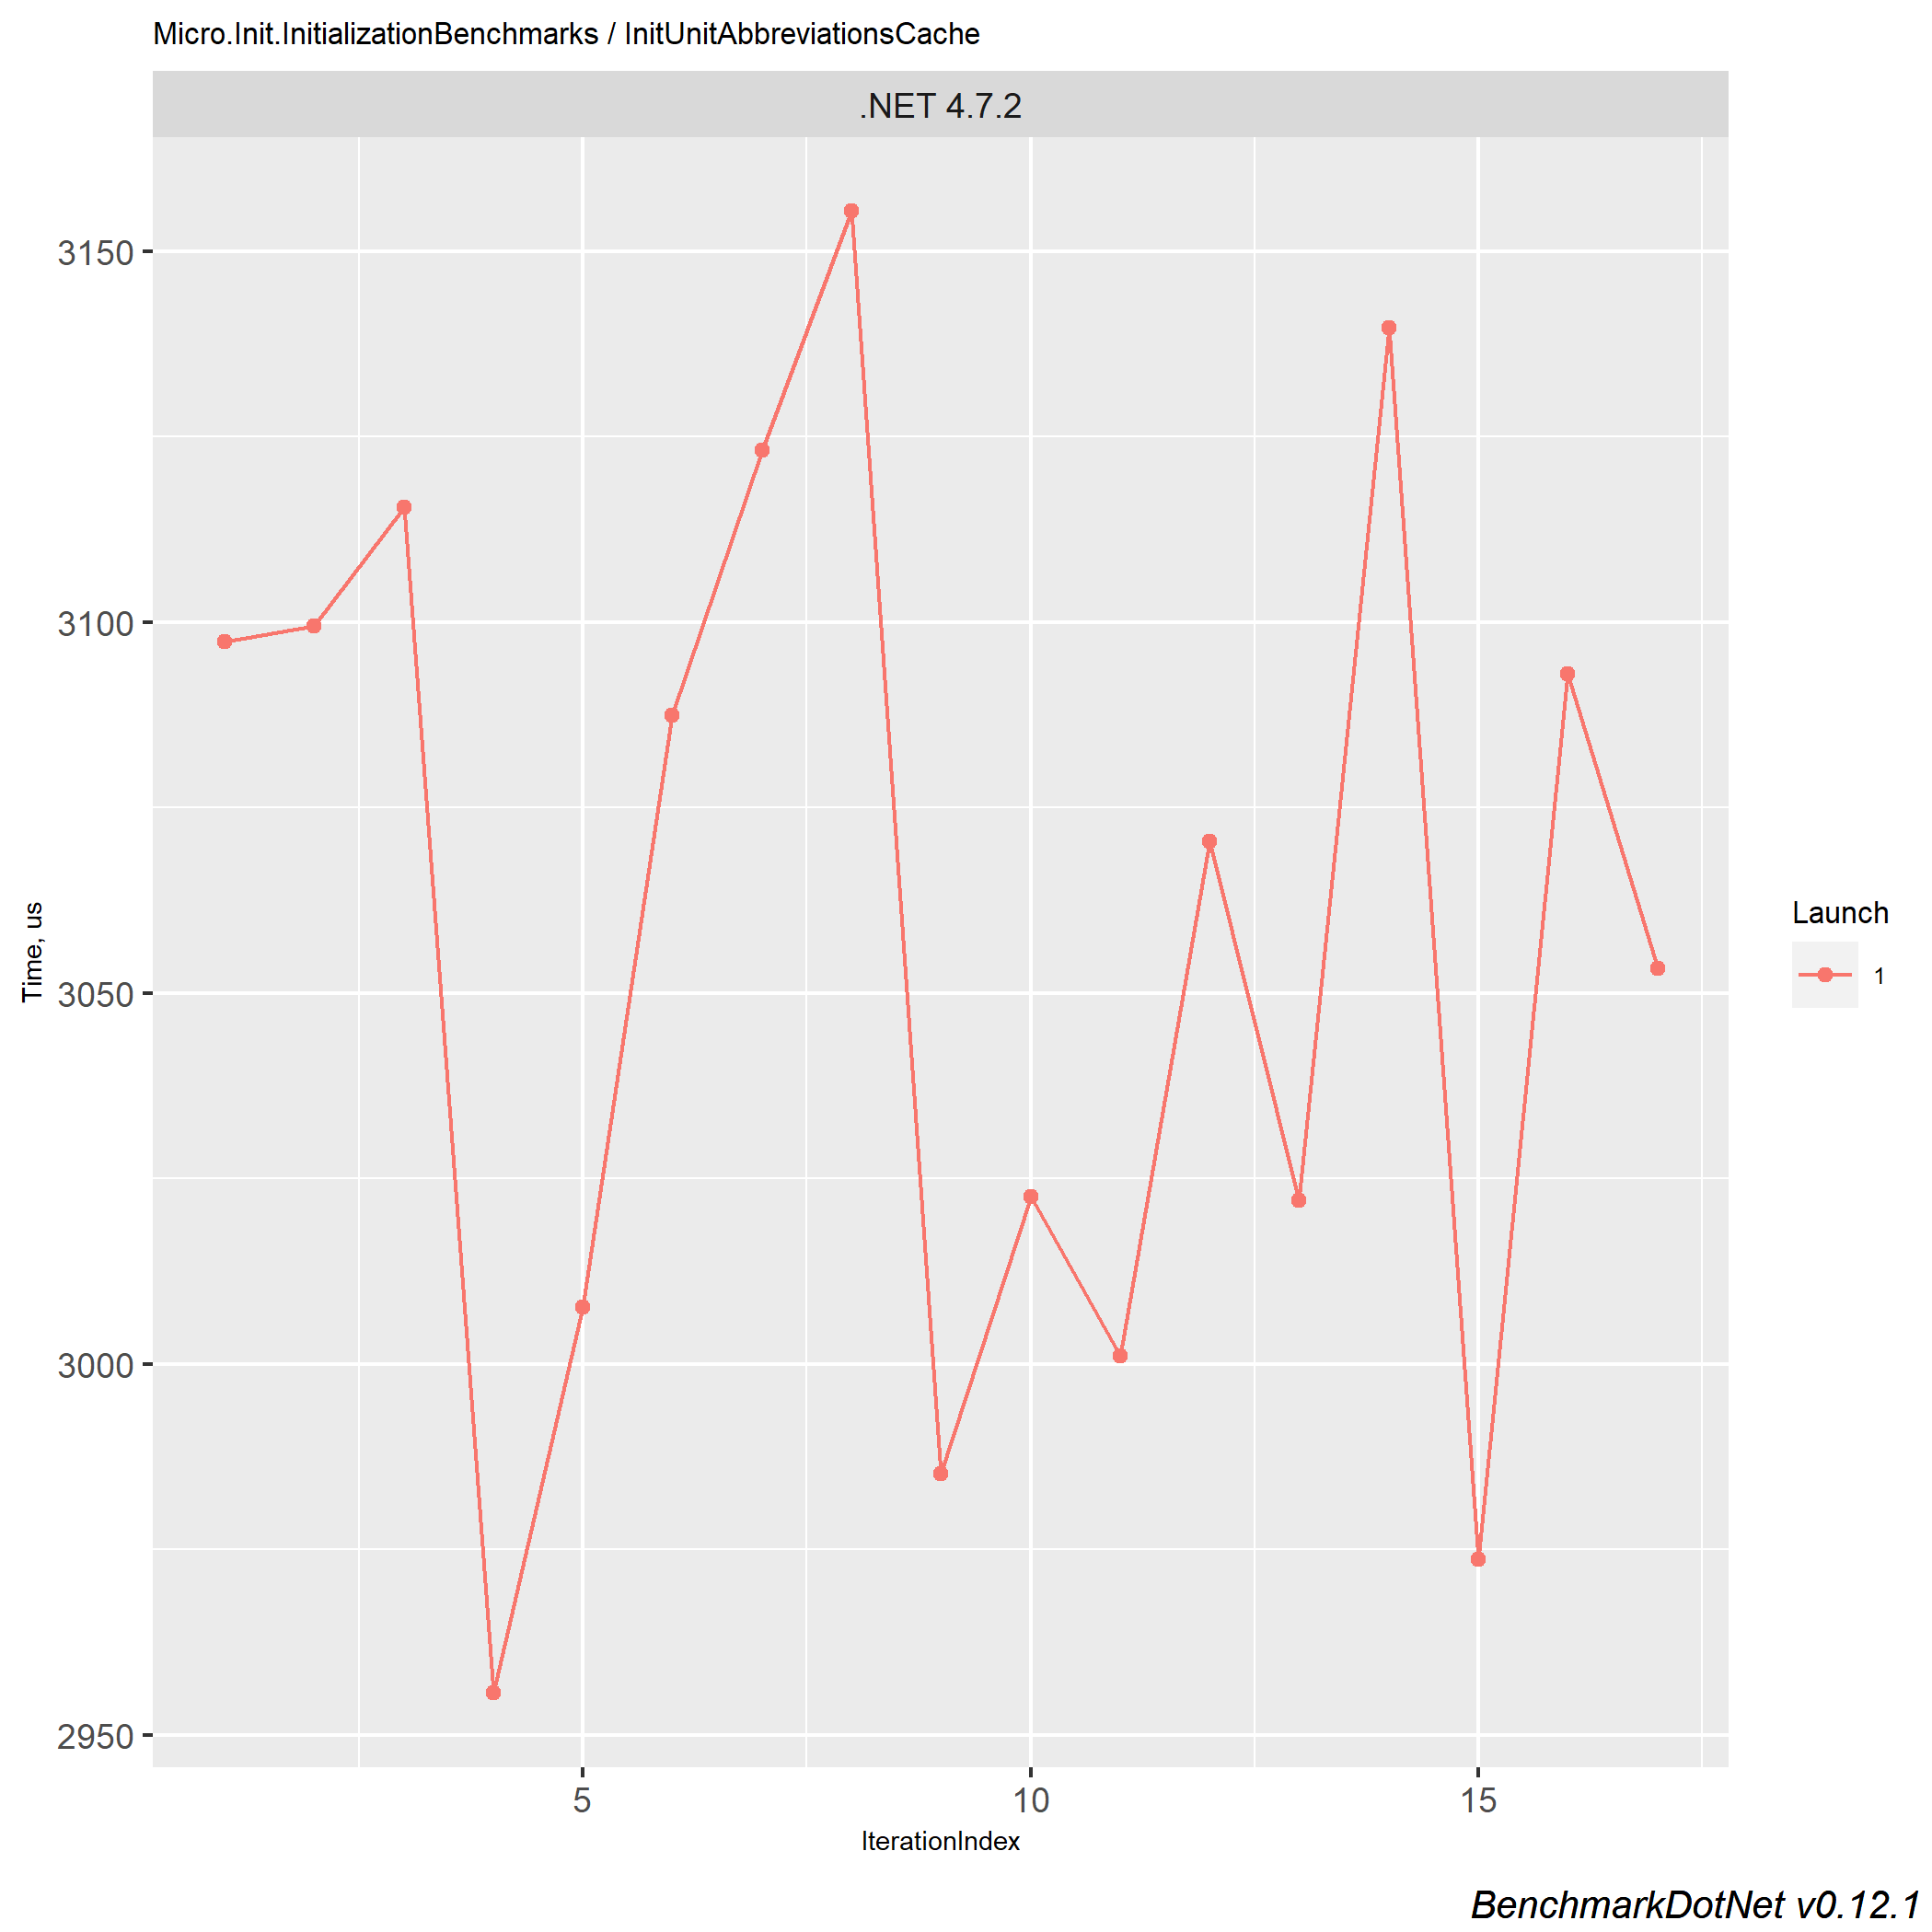 Micro.Init.InitializationBenchmarks / InitUnitAbbreviationsCache
.NET 4.7.2
3150
3100
3050
3000
2950
Time, us
5 10 15
IterationIndex
Launch
1
BenchmarkDotNet v0.12.1